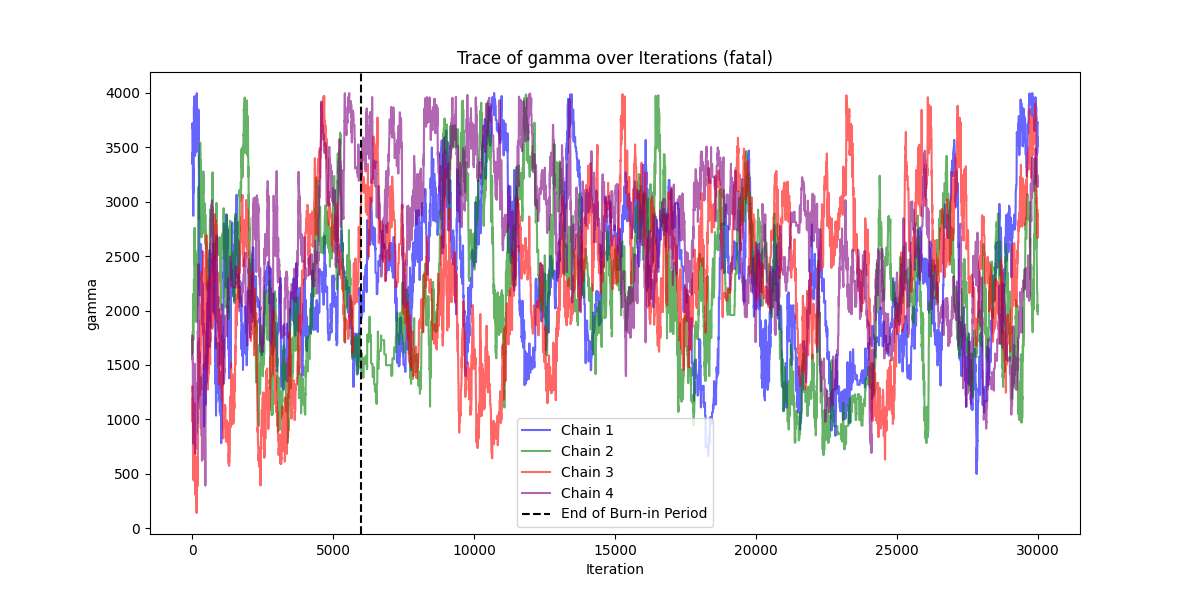 Trace of gamma over Iterations (fatal)
gamma
4000
3500
3000
2500
2000
1500
1000
500
0
Chain 1
Chain 2
Chain 3
Chain 4
End of Burn-in Period
0 5000 10000 15000 20000 25000 30000
Iteration